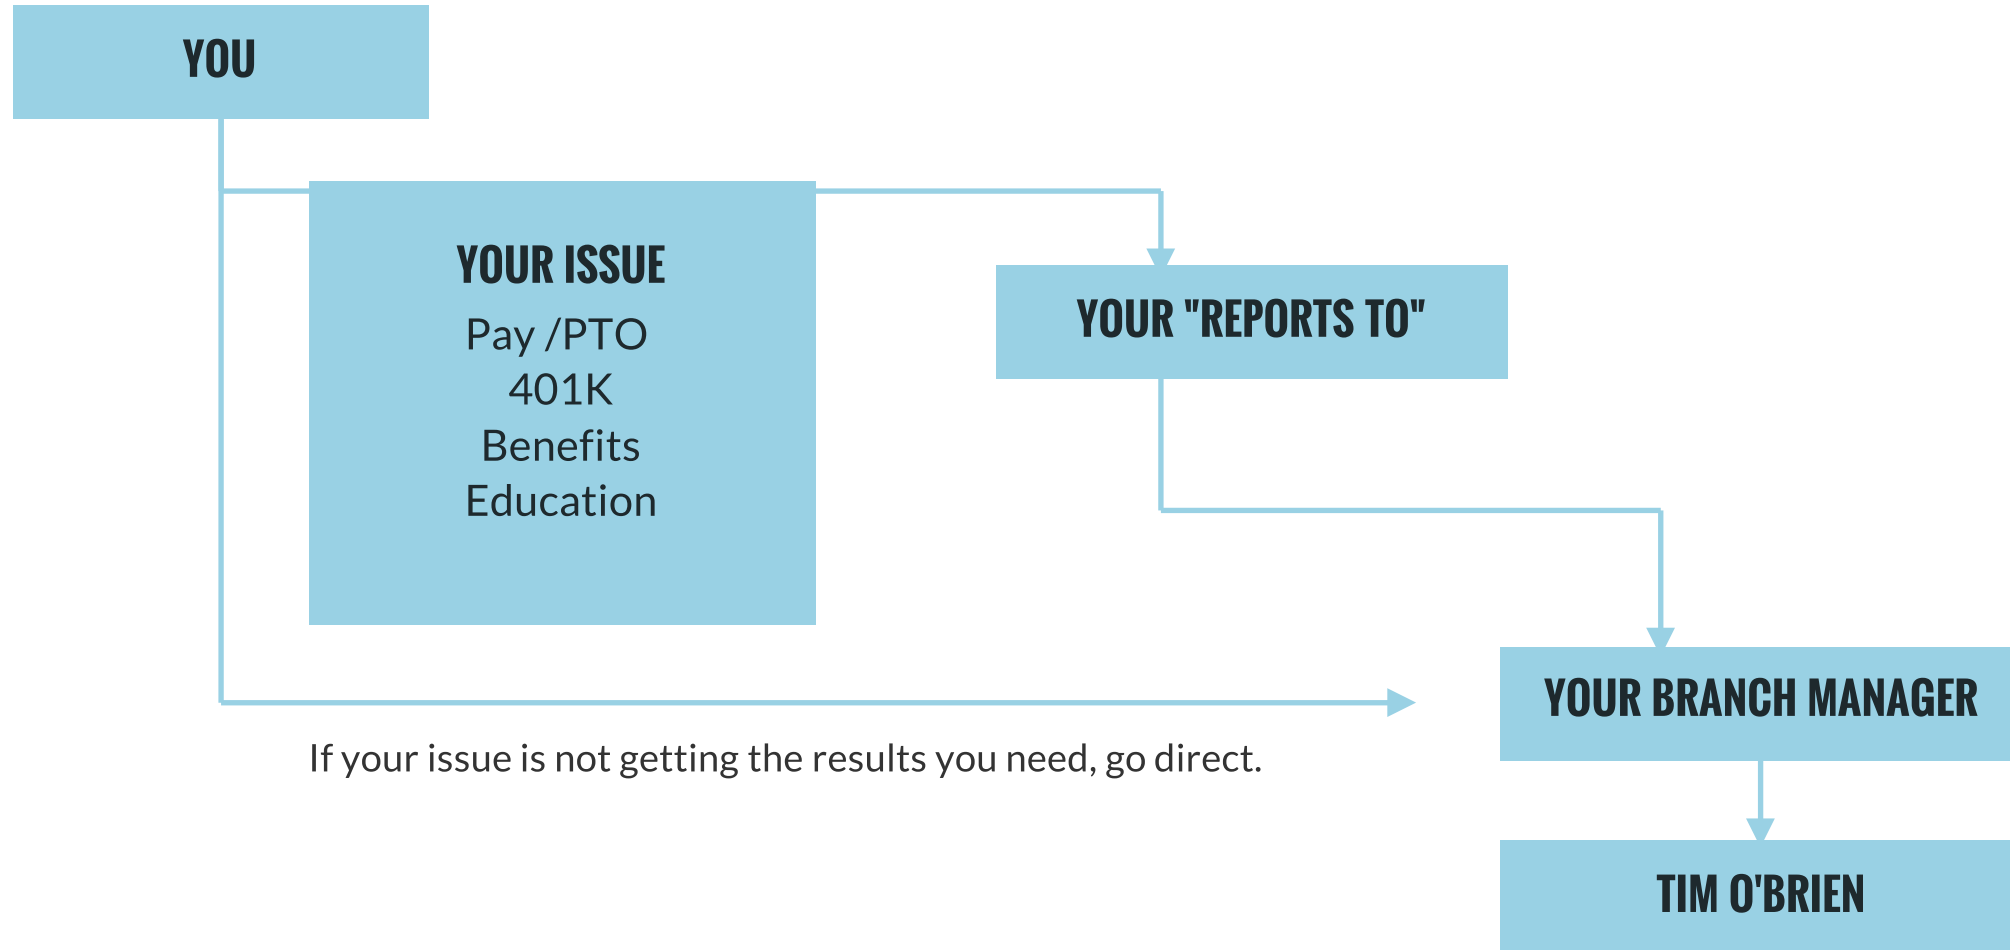 YOU
YOUR ISSUE
Pay /PTO
401K
Benefits
Education
YOUR "REPORTS TO"
YOUR BRANCH MANAGER
If your issue is not getting the results you need, go direct.
TIM O'BRIEN